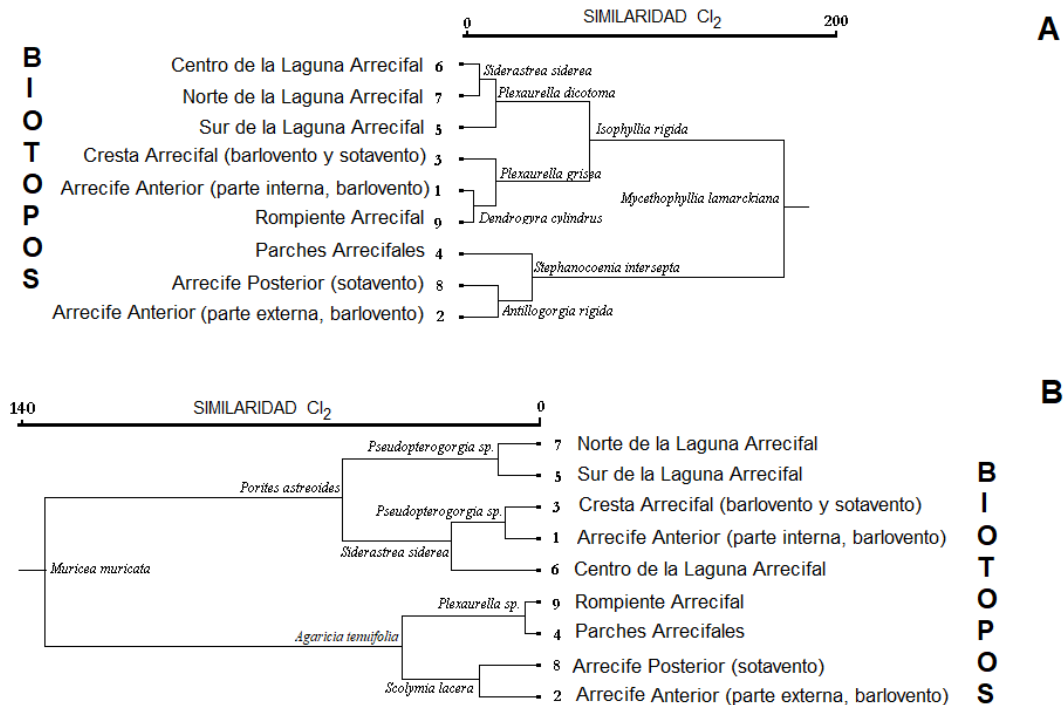 SIMILARIDAD CI2
0
200
A
BIOTOPOS
Centro de la Laguna Arrecifal 6
Norte de la Laguna Arrecifal 7
Sur de la Laguna Arrecifal 5
Cresta Arrecifal (barlovento y sotavento) 3
Arrecife Anterior (parte interna, barlovento) 1
Rompiente Arrecifal 9
Parches Arrecifales 4
Arrecife Posterior (sotavento) 8
Arrecife Anterior (parte externa, barlovento) 2
Siderastrea siderea
Plexaurella dicotoma
Isophyllia rigida
Plexaurella grisea
Mycethophyllia lamarckiana
Dendrogyra cylindrus
Stephanocoenia intersepta
Antillogorgia rigida
B
140
SIMILARIDAD CI2
0
Pseudopterogorgia sp.
Porites astreoides
Pseudopterogorgia sp.
Siderastrea siderea
Muricea muricata
Plexaurella sp.
Agaricia tenuifolia
Scolymia lacera
7 Norte de la Laguna Arrecifal
5 Sur de la Laguna Arrecifal
3 Cresta Arrecifal (barlovento y sotavento)
1 Arrecife Anterior (parte interna, barlovento)
6 Centro de la Laguna Arrecifal
9 Rompiente Arrecifal
4 Parches Arrecifales
8 Arrecife Posterior (sotavento)
2 Arrecife Anterior (parte externa, barlovento)
BIOTOPOS